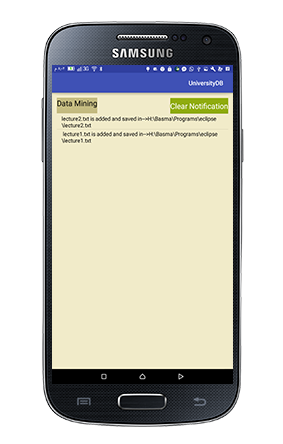 SAMSUNG
3G
UniversityDB
Data Mining
Clear Notification
lecture2.txt is added and saved in-->H:\Basma\Programs\eclipse
\lecture2.txt
lecture1.txt is added and saved in-->H:\Basma\Programs\eclipse
\lecture1.txt